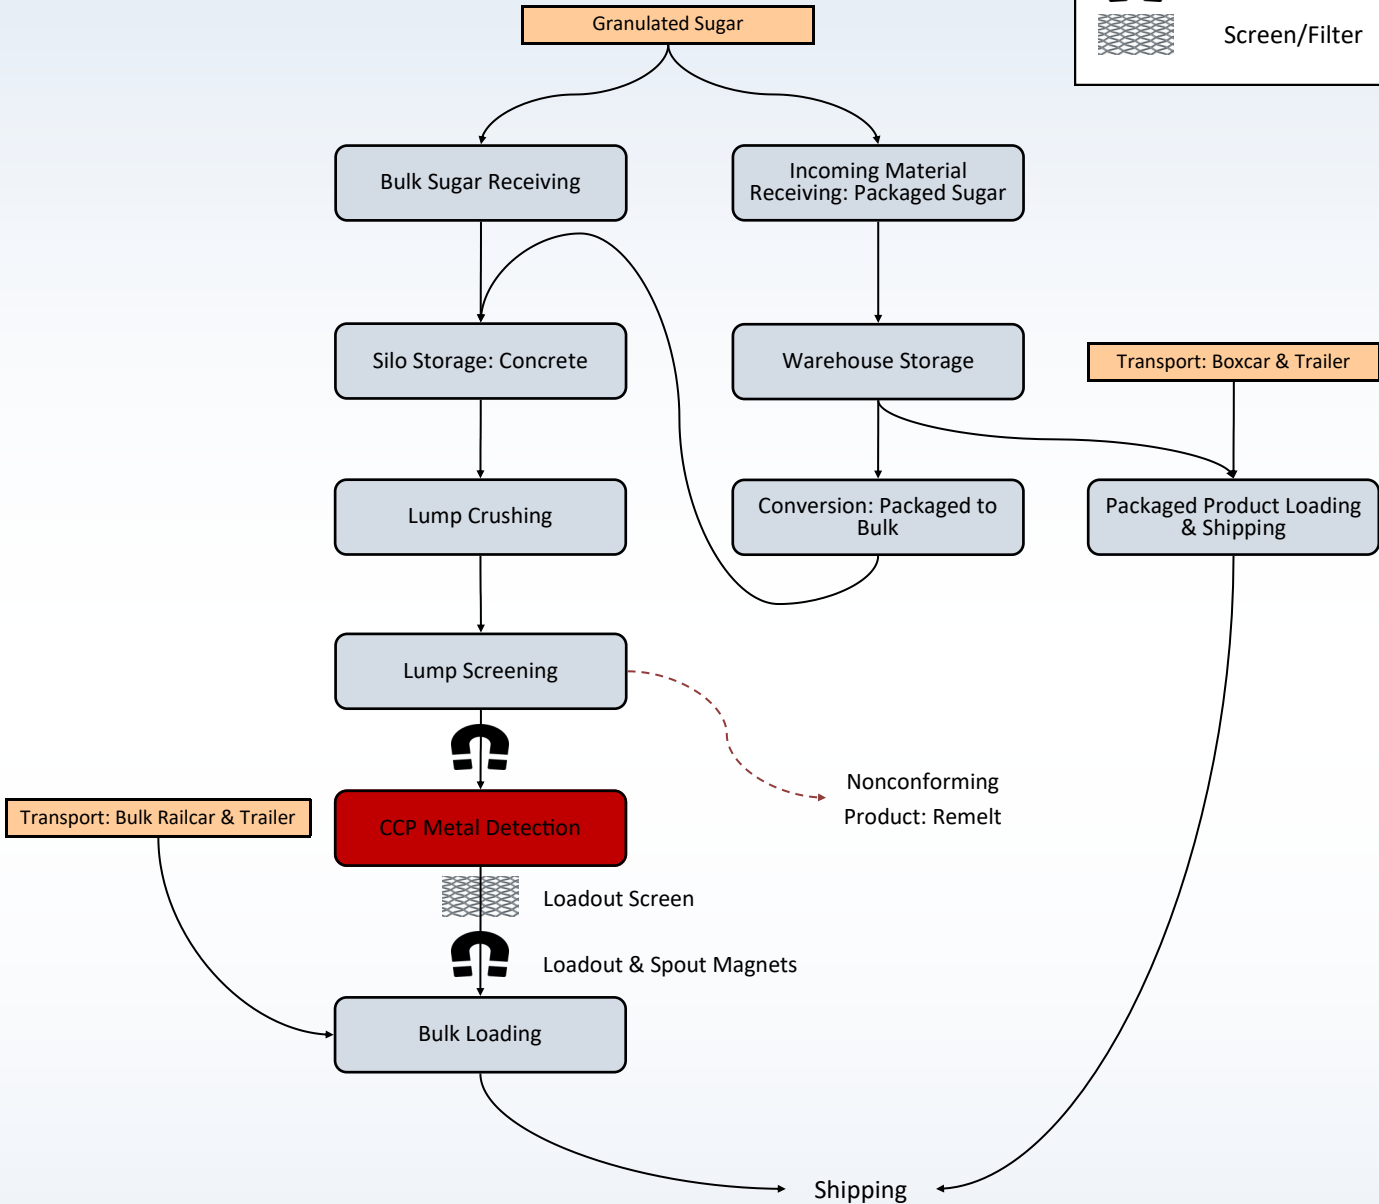 Granulated Sugar
Screen/Filter
Bulk Sugar Receiving
Incoming Material
Receiving: Packaged Sugar
Silo Storage: Concrete
Warehouse Storage
Transport: Boxcar & Trailer
Lump Crushing
Conversion: Packaged to
Bulk
Packaged Product Loading
& Shipping
Lump Screening
Nonconforming
Product: Remelt
Transport: Bulk Railcar & Trailer
CCP Metal Detection
Loadout Screen
Loadout & Spout Magnets
Bulk Loading
Shipping